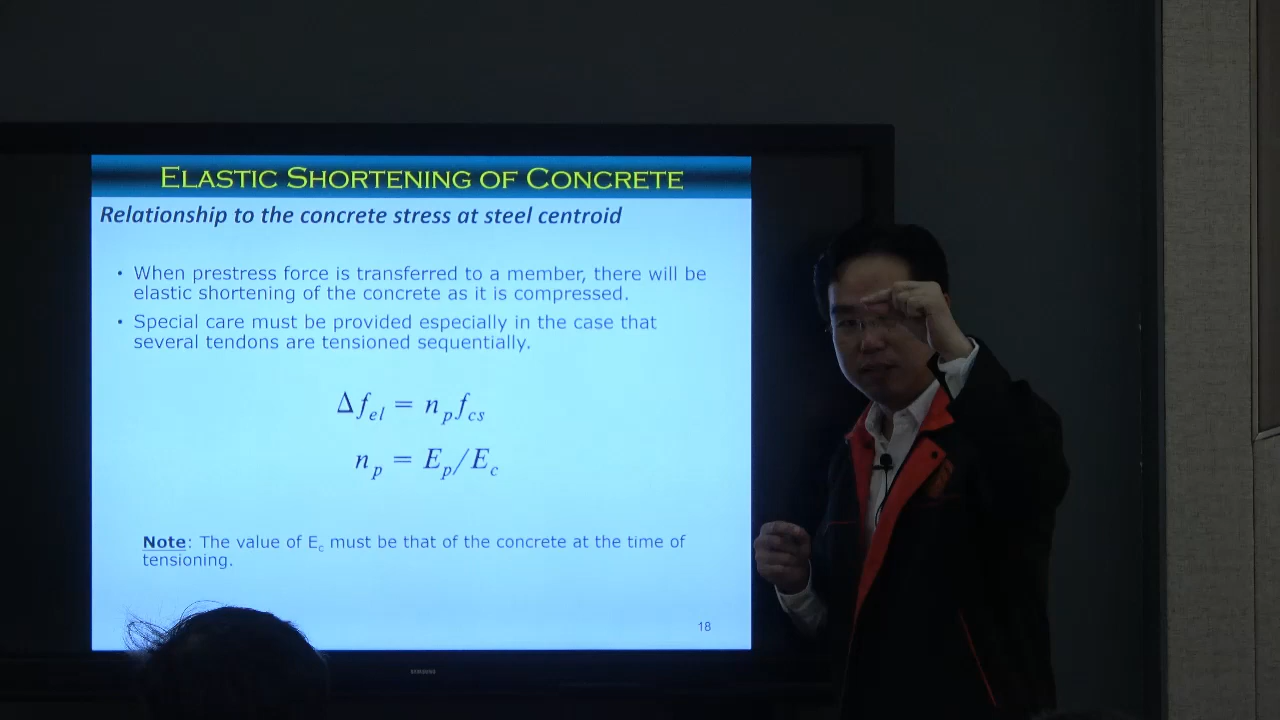 ELASTIC SHORTENING OF CONCRETE
Relationship to the concrete stress at steel centroid
• When prestress force is transferred to a member, there will be
elastic shortening of the concrete as it is compressed.
• Special care must be provided especially in the case that
several tendons are tensioned sequentially.
Δf_el = n_p f_cs
n_p = E_p/E_c
Note: The value of E_c must be that of the concrete at the time of
tensioning.
18
SAMSUNG